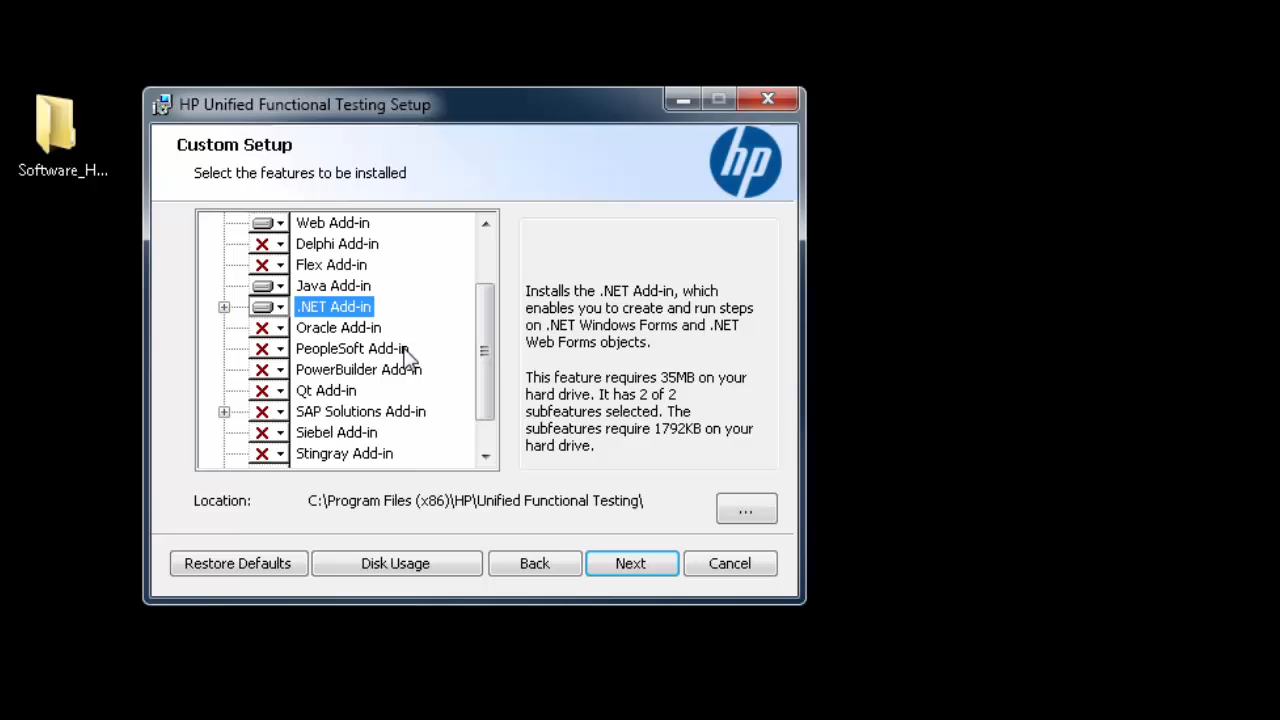 HP Unified Functional Testing Setup
Custom Setup
Select the features to be installed
hp
Software_H...
Web Add-in
Delphi Add-in
Flex Add-in
Java Add-in
.NET Add-in
Oracle Add-in
PeopleSoft Add-in
PowerBuilder Add-in
Qt Add-in
SAP Solutions Add-in
Siebel Add-in
Stingray Add-in
Installs the .NET Add-in, which
enables you to create and run steps
on .NET Windows Forms and .NET
Web Forms objects.
This feature requires 35MB on your
hard drive. It has 2 of 2
subfeatures selected. The
subfeatures require 1792KB on your
hard drive.
Location: C:\Program Files (x86)\HP\Unified Functional Testing\
...
Restore Defaults Disk Usage Back Next Cancel